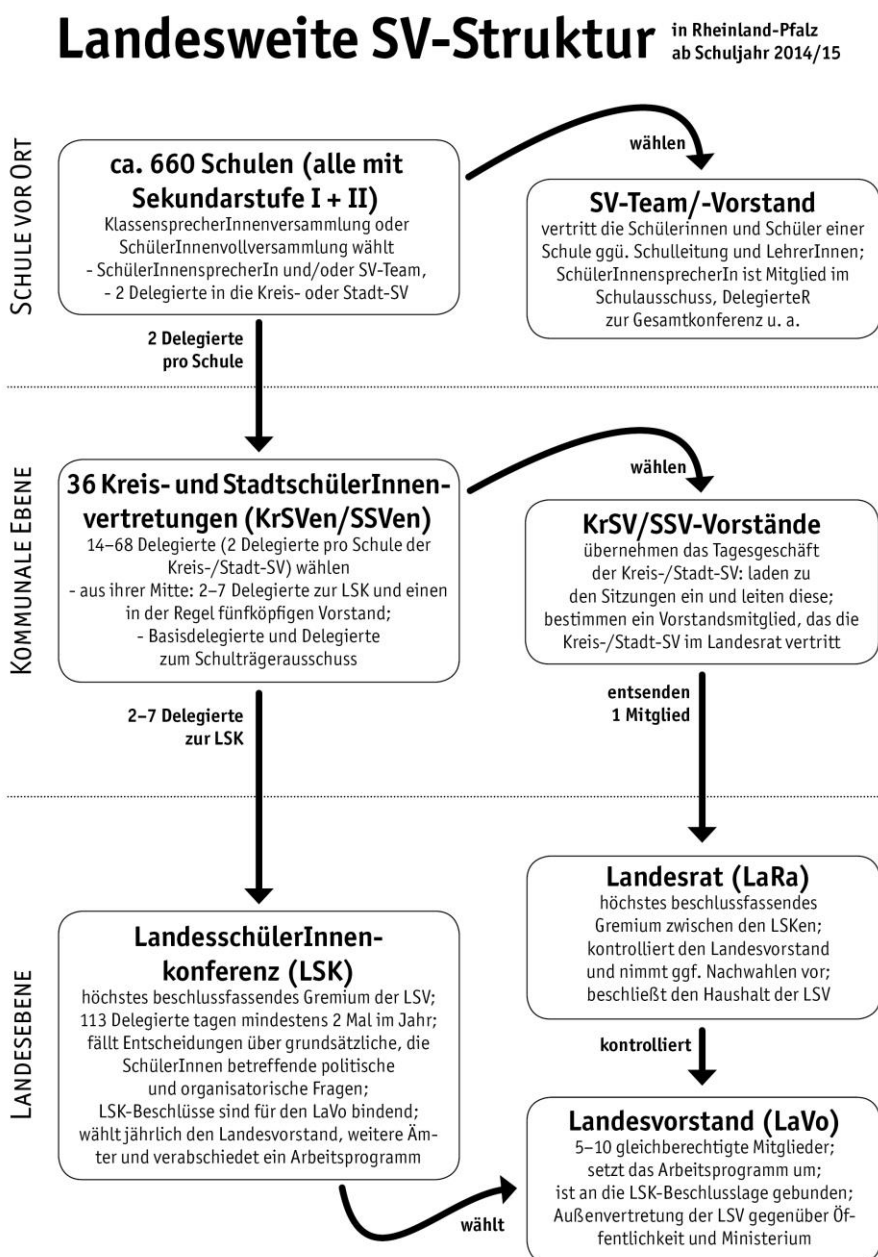 Landesweite SV-Struktur
in Rheinland-Pfalz
ab Schuljahr 2014/15
SCHULE VOR ORT
ca. 660 Schulen (alle mit
Sekundarstufe I + II)
KlassensprecherInnenversammlung oder
SchülerInnenvollversammlung wählt
- SchülerInnensprecherIn und/oder SV-Team,
- 2 Delegierte in die Kreis- oder Stadt-SV
wählen
SV-Team/-Vorstand
vertritt die Schülerinnen und Schüler einer
Schule ggü. Schulleitung und LehrerInnen;
SchülerInnensprecherIn ist Mitglied im
Schulausschuss, DelegierteR
zur Gesamtkonferenz u. a.
2 Delegierte
pro Schule
KOMMUNALE EBENE
36 Kreis- und StadtschülerInnen-
vertretungen (KrSVen/SSVen)
14–68 Delegierte (2 Delegierte pro Schule der
Kreis-/Stadt-SV) wählen
- aus ihrer Mitte: 2–7 Delegierte zur LSK und einen
in der Regel fünfköpfigen Vorstand;
- Basisdelegierte und Delegierte
zum Schulträgerausschuss
wählen
KrSV/SSV-Vorstände
übernehmen das Tagesgeschäft
der Kreis-/Stadt-SV: laden zu
den Sitzungen ein und leiten diese;
bestimmen ein Vorstandsmitglied, das die
Kreis-/Stadt-SV im Landesrat vertritt
2–7 Delegierte
zur LSK
entsenden
1 Mitglied
LANDESEBENE
LandesschülerInnen-
konferenz (LSK)
höchstes beschlussfassendes Gremium der LSV;
113 Delegierte tagen mindestens 2 Mal im Jahr;
fällt Entscheidungen über grundsätzliche, die
SchülerInnen betreffende politische
und organisatorische Fragen;
LSK-Beschlüsse sind für den LaVo bindend;
wählt jährlich den Landesvorstand, weitere Äm-
ter und verabschiedet ein Arbeitsprogramm
Landesrat (LaRa)
höchstes beschlussfassendes
Gremium zwischen den LSKen;
kontrolliert den Landesvorstand
und nimmt ggf. Nachwahlen vor;
beschließt den Haushalt der LSV
kontrolliert
Landesvorstand (LaVo)
5–10 gleichberechtigte Mitglieder;
setzt das Arbeitsprogramm um;
ist an die LSK-Beschlusslage gebunden;
Außenvertretung der LSV gegenüber Öf-
fentlichkeit und Ministerium
wählt